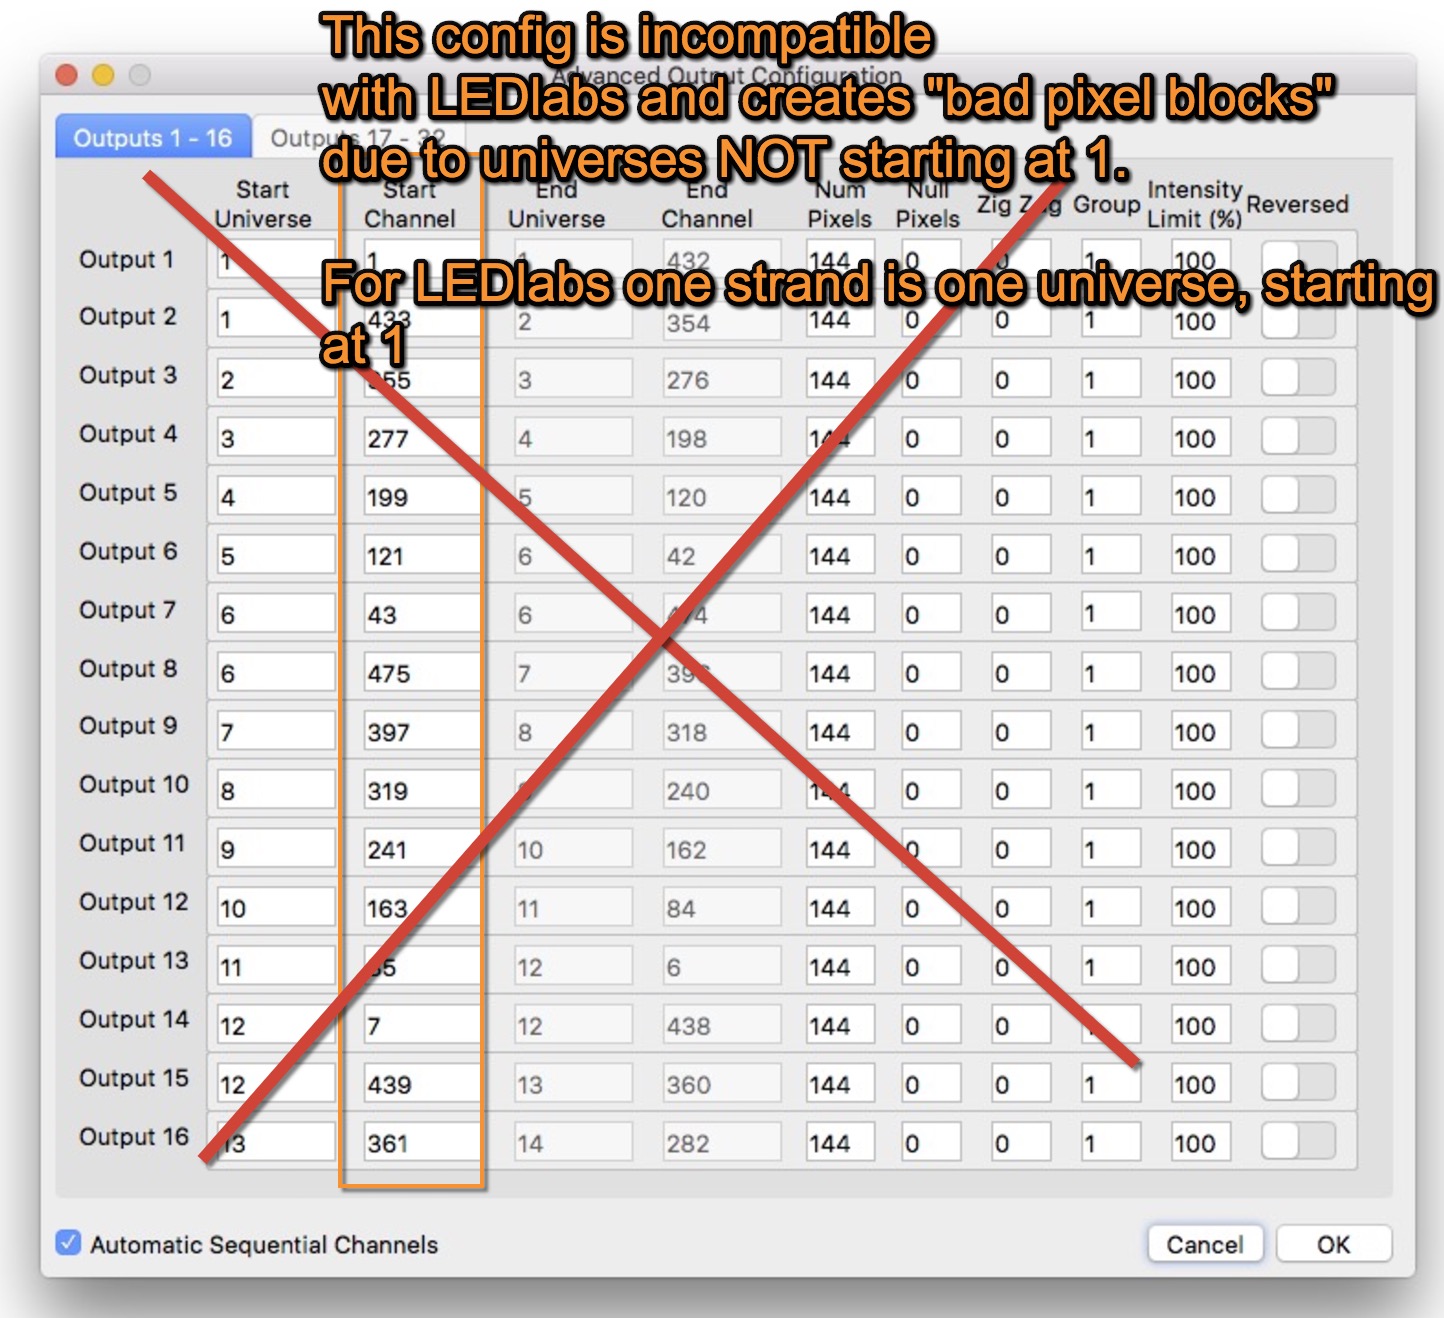 This config is incompatible
Advanced Output Configuration
with LEDlabs and creates "bad pixel blocks"
Outputs 1 - 16 Outputs 17 - 32
due to universes NOT starting at 1.
Start Universe Start Channel End Universe End Channel Num Pixels Null Pixels Zig Zag Group Intensity Limit (%) Reversed
Output 1 1 1 1 432 144 0 0 1 100
For LEDlabs one strand is one universe, starting
at 1
Output 2 1 433 2 354 144 0 0 1 100
Output 3 2 355 3 276 144 0 0 1 100
Output 4 3 277 4 198 144 0 0 1 100
Output 5 4 199 5 120 144 0 0 1 100
Output 6 5 121 6 42 144 0 0 1 100
Output 7 6 43 6 474 144 0 0 1 100
Output 8 6 475 7 396 144 0 0 1 100
Output 9 7 397 8 318 144 0 0 1 100
Output 10 8 319 9 240 144 0 0 1 100
Output 11 9 241 10 162 144 0 0 1 100
Output 12 10 163 11 84 144 0 0 1 100
Output 13 11 85 12 6 144 0 0 1 100
Output 14 12 7 12 438 144 0 0 1 100
Output 15 12 439 13 360 144 0 0 1 100
Output 16 13 361 14 282 144 0 0 1 100
Automatic Sequential Channels Cancel OK